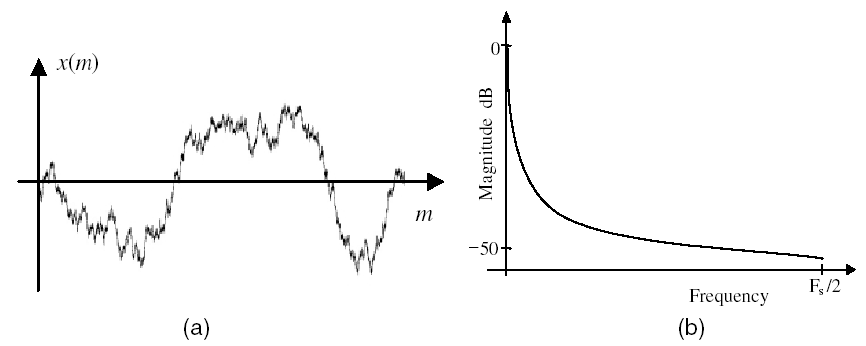 x(m)
m
(a)
0
Magnitude dB
−50
Frequency
Fs/2
(b)